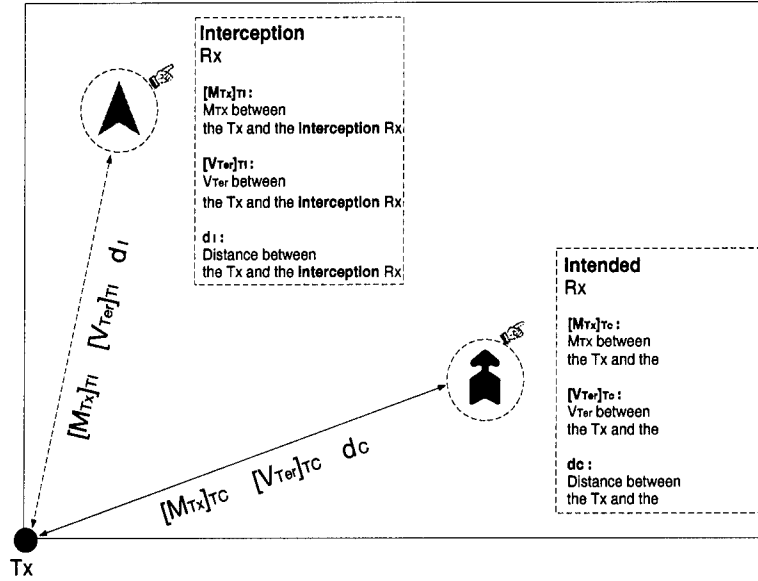 Interception
Rx
[MTx]TI :
MTX between
the Tx and the Interception Rx
[VTer]TI :
VTer between
the Tx and the Interception Rx
dI :
Distance between
the Tx and the Interception Rx
[MTx]TI [VTer]TI dI
Intended
Rx
[MTx]Tc :
MTX between
the Tx and the
[VTer]Tc :
VTer between
the Tx and the
dc :
Distance between
the Tx and the
[MTx]TC [VTer]TC dC
Tx